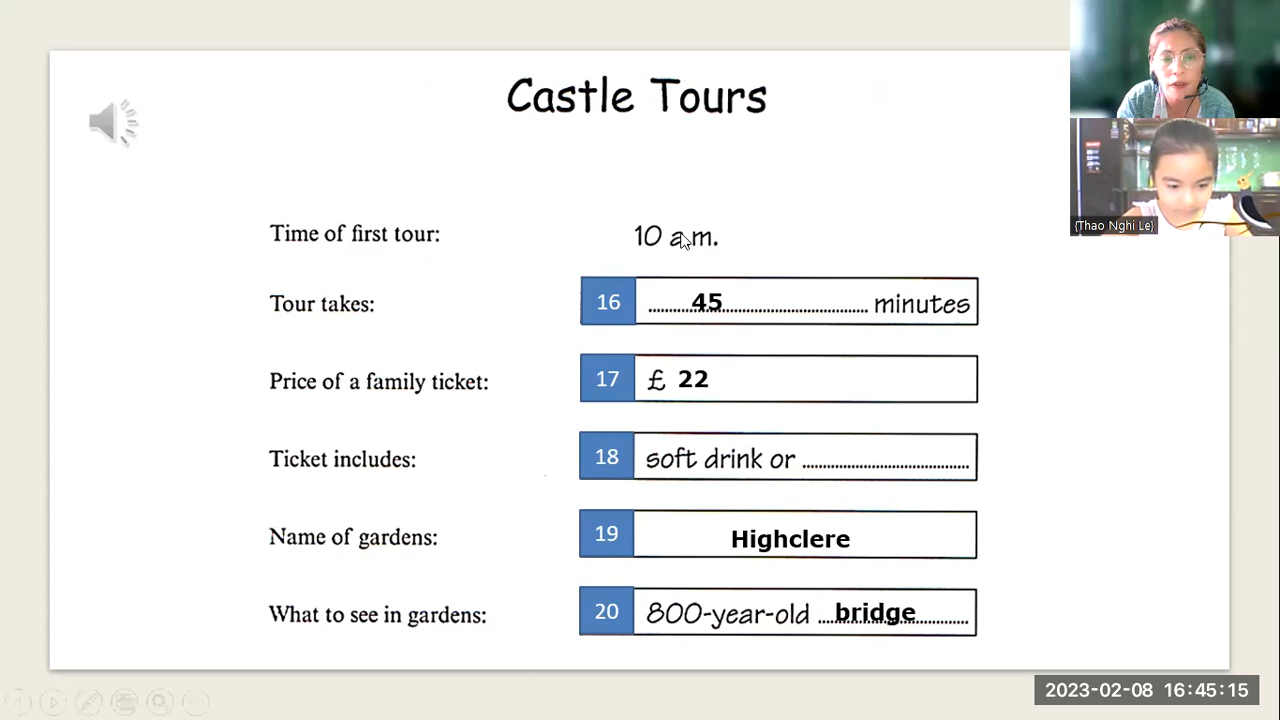 Castle Tours
Time of first tour: 10 a.m.
Tour takes: 16 45 minutes
Price of a family ticket: 17 £ 22
Ticket includes: 18 soft drink or
Name of gardens: 19 Highclere
What to see in gardens: 20 800-year-old bridge
{Thao Nghi Le}
2023-02-08 16:45:15